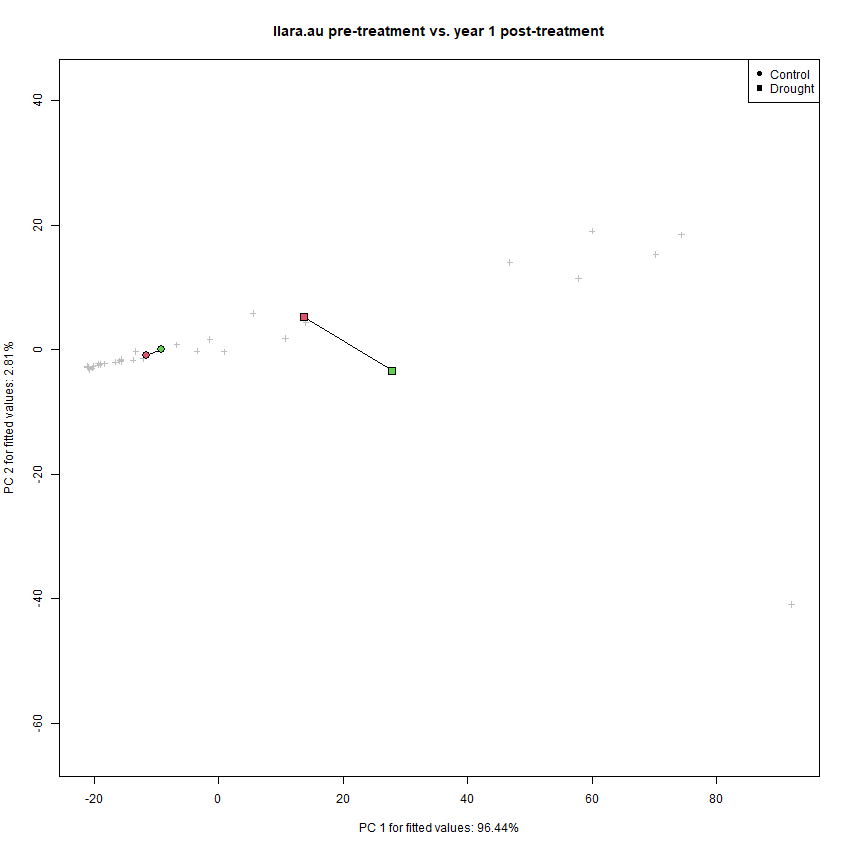 llara.au pre-treatment vs. year 1 post-treatment
Control
Drought
40
20
0
-20
-40
-60
PC 2 for fitted values: 2.81%
-20
0
20
40
60
80
PC 1 for fitted values: 96.44%